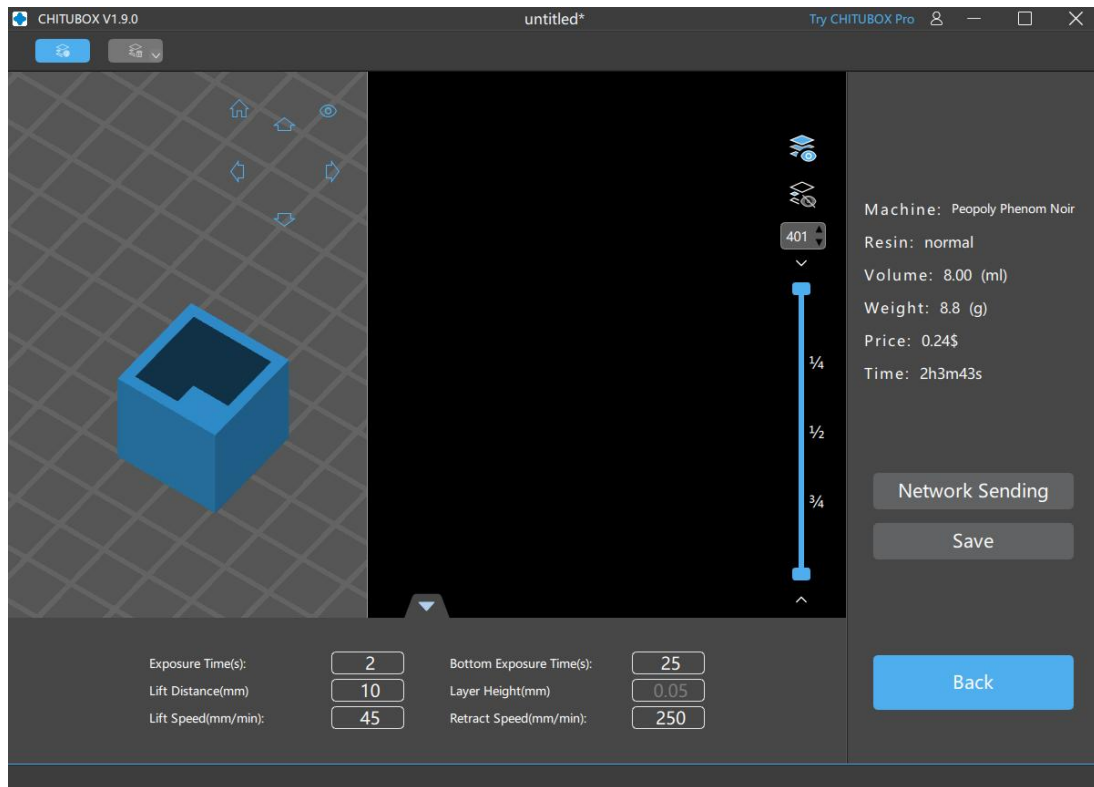 CHITUBOX V1.9.0
untitled*
Try CHITUBOX Pro
401
¼
½
¾
Machine: Peopoly Phenom Noir
Resin: normal
Volume: 8.00 (ml)
Weight: 8.8 (g)
Price: 0.24$
Time: 2h3m43s
Network Sending
Save
Back
Exposure Time(s): 2 Bottom Exposure Time(s): 25
Lift Distance(mm) 10 Layer Height(mm) 0.05
Lift Speed(mm/min): 45 Retract Speed(mm/min): 250